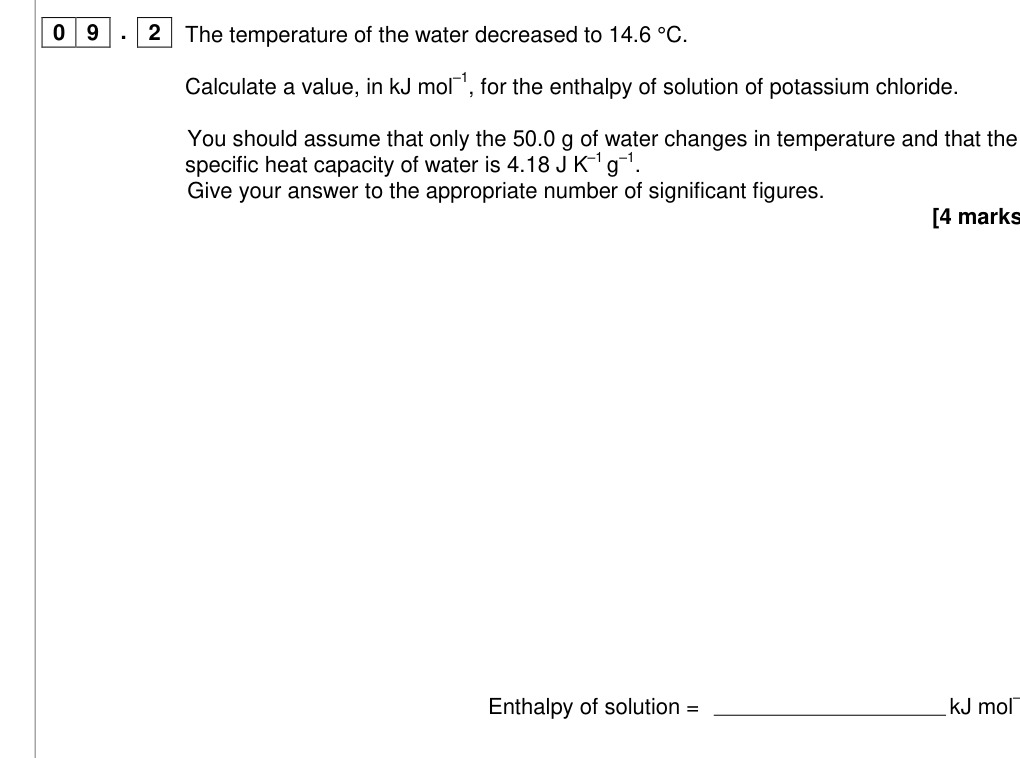 09.2 The temperature of the water decreased to 14.6 °C.
Calculate a value, in kJ mol⁻¹, for the enthalpy of solution of potassium chloride.
You should assume that only the 50.0 g of water changes in temperature and that the
specific heat capacity of water is 4.18 J K⁻¹ g⁻¹.
Give your answer to the appropriate number of significant figures.
[4 marks
Enthalpy of solution = ____________________ kJ mol⁻